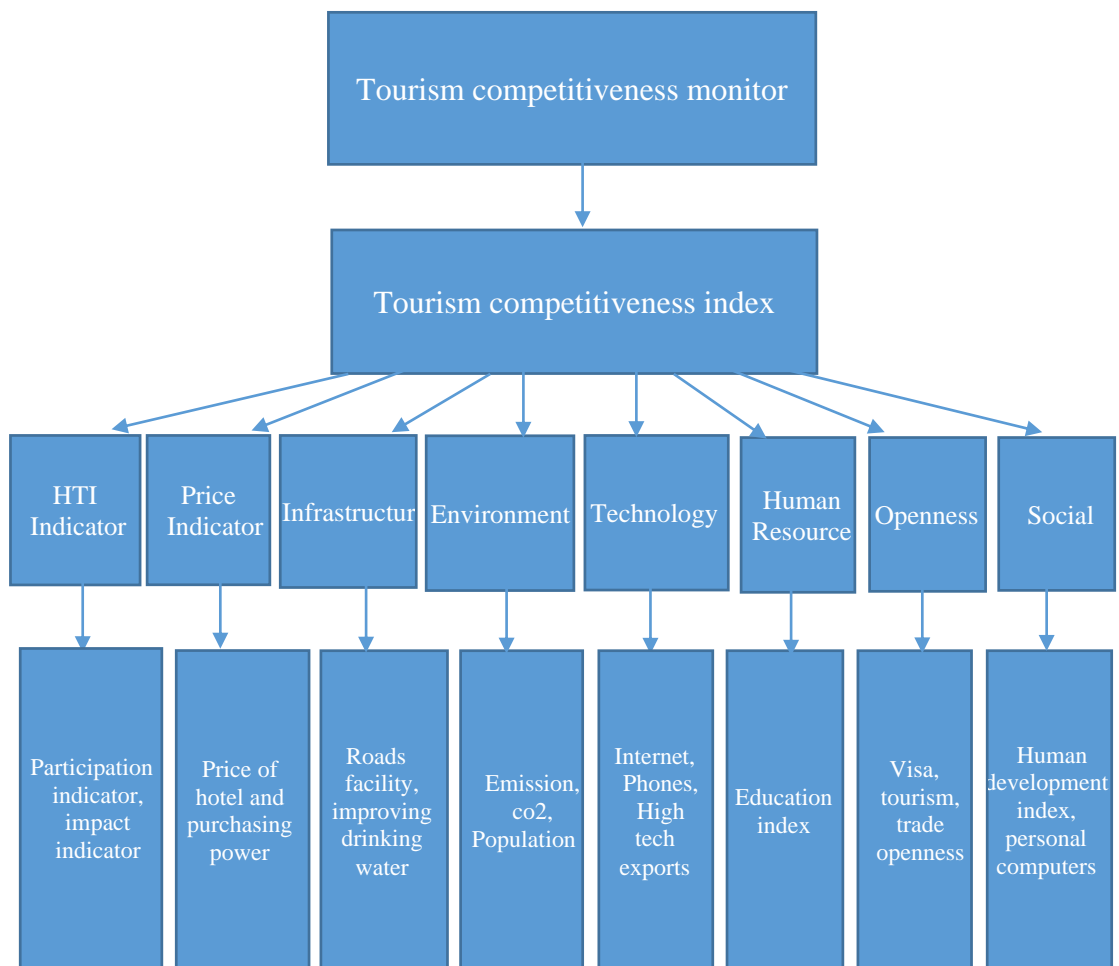 Tourism competitiveness monitor
Tourism competitiveness index
HTI
Indicator
Price
Indicator
Infrastructur
Environment
Technology
Human
Resource
Openness
Social
Participation
indicator,
impact
indicator
Price of
hotel and
purchasing
power
Roads
facility,
improving
drinking
water
Emission,
co2,
Population
Internet,
Phones,
High
tech
exports
Education
index
Visa,
tourism,
trade
openness
Human
development
index,
personal
computers